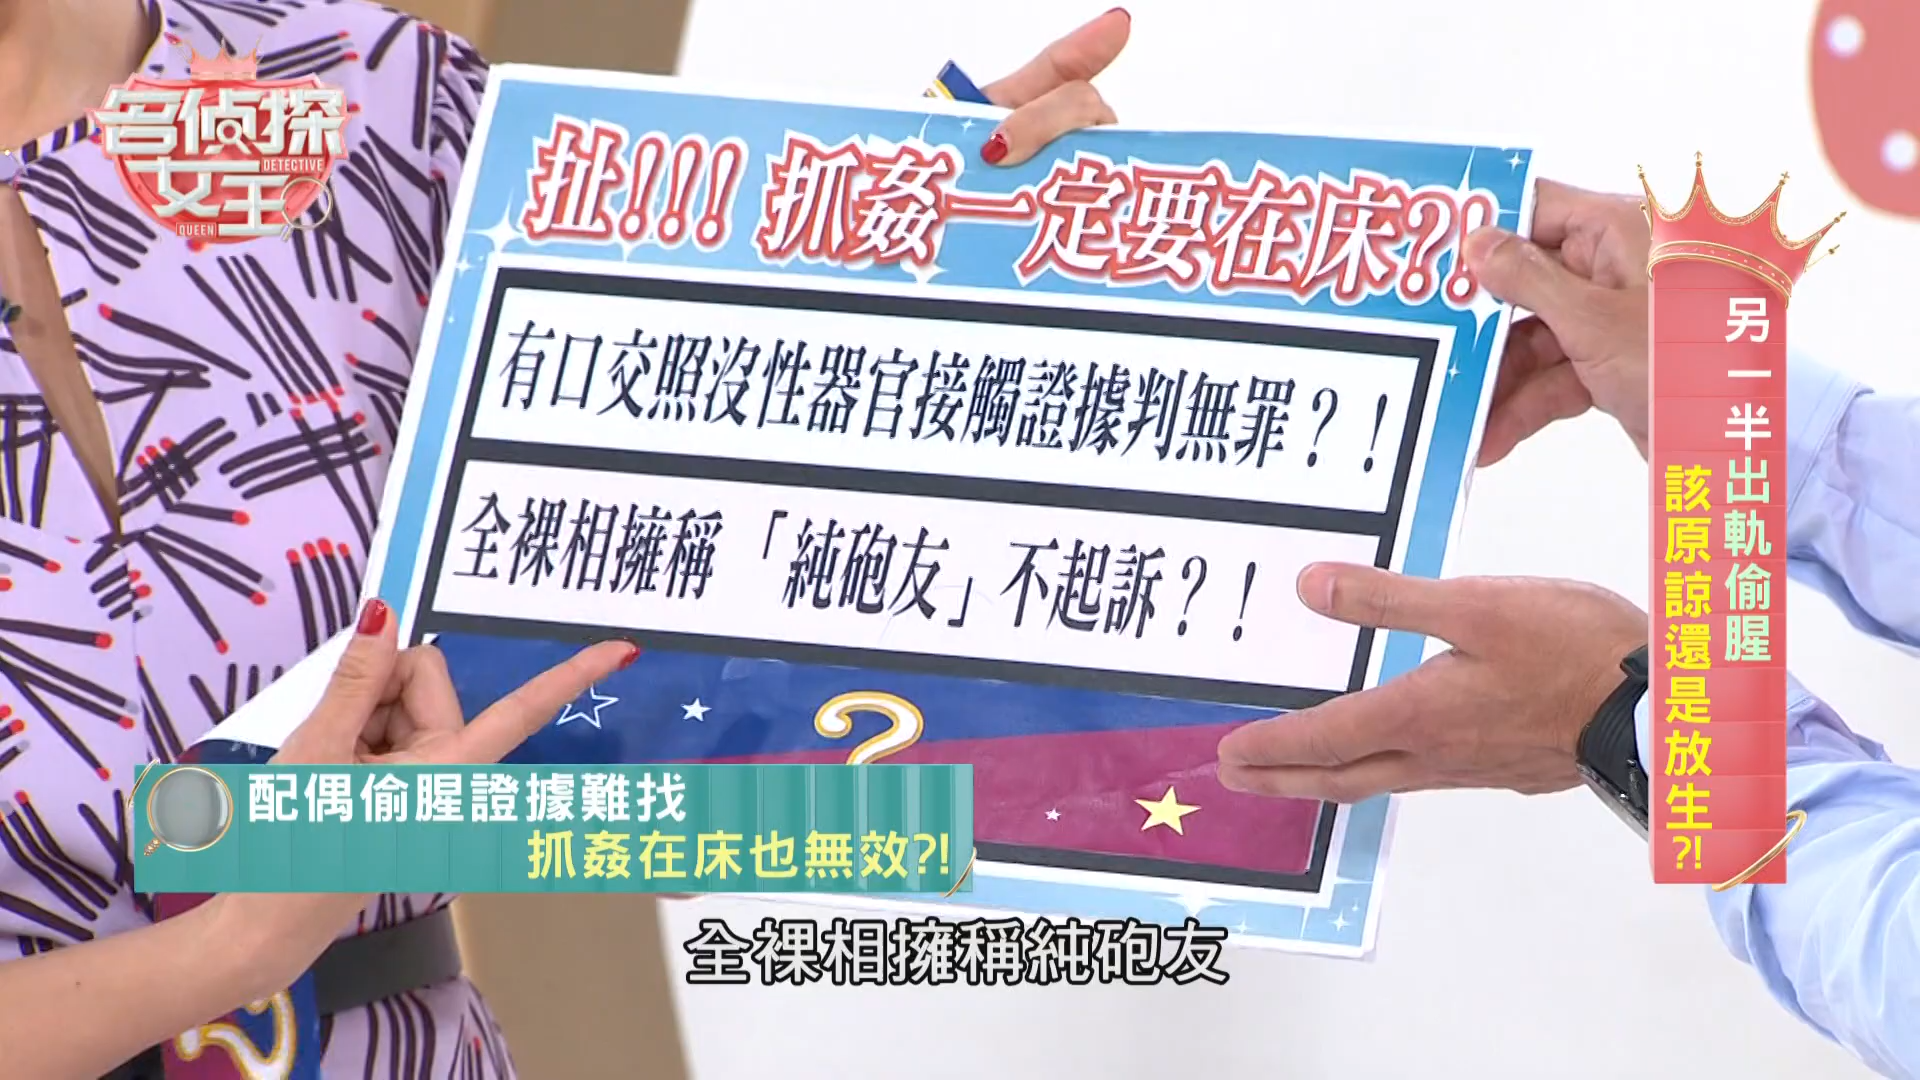 名偵探
DETECTIVE
女王
QUEEN
扯!!! 抓姦一定要在床?!
有口交照沒性器官接觸證據判無罪？！
全裸相擁稱「純砲友」不起訴？！
?
另一半出軌偷腥
該原諒還是放生?!
配偶偷腥證據難找
抓姦在床也無效?!
全裸相擁稱純砲友